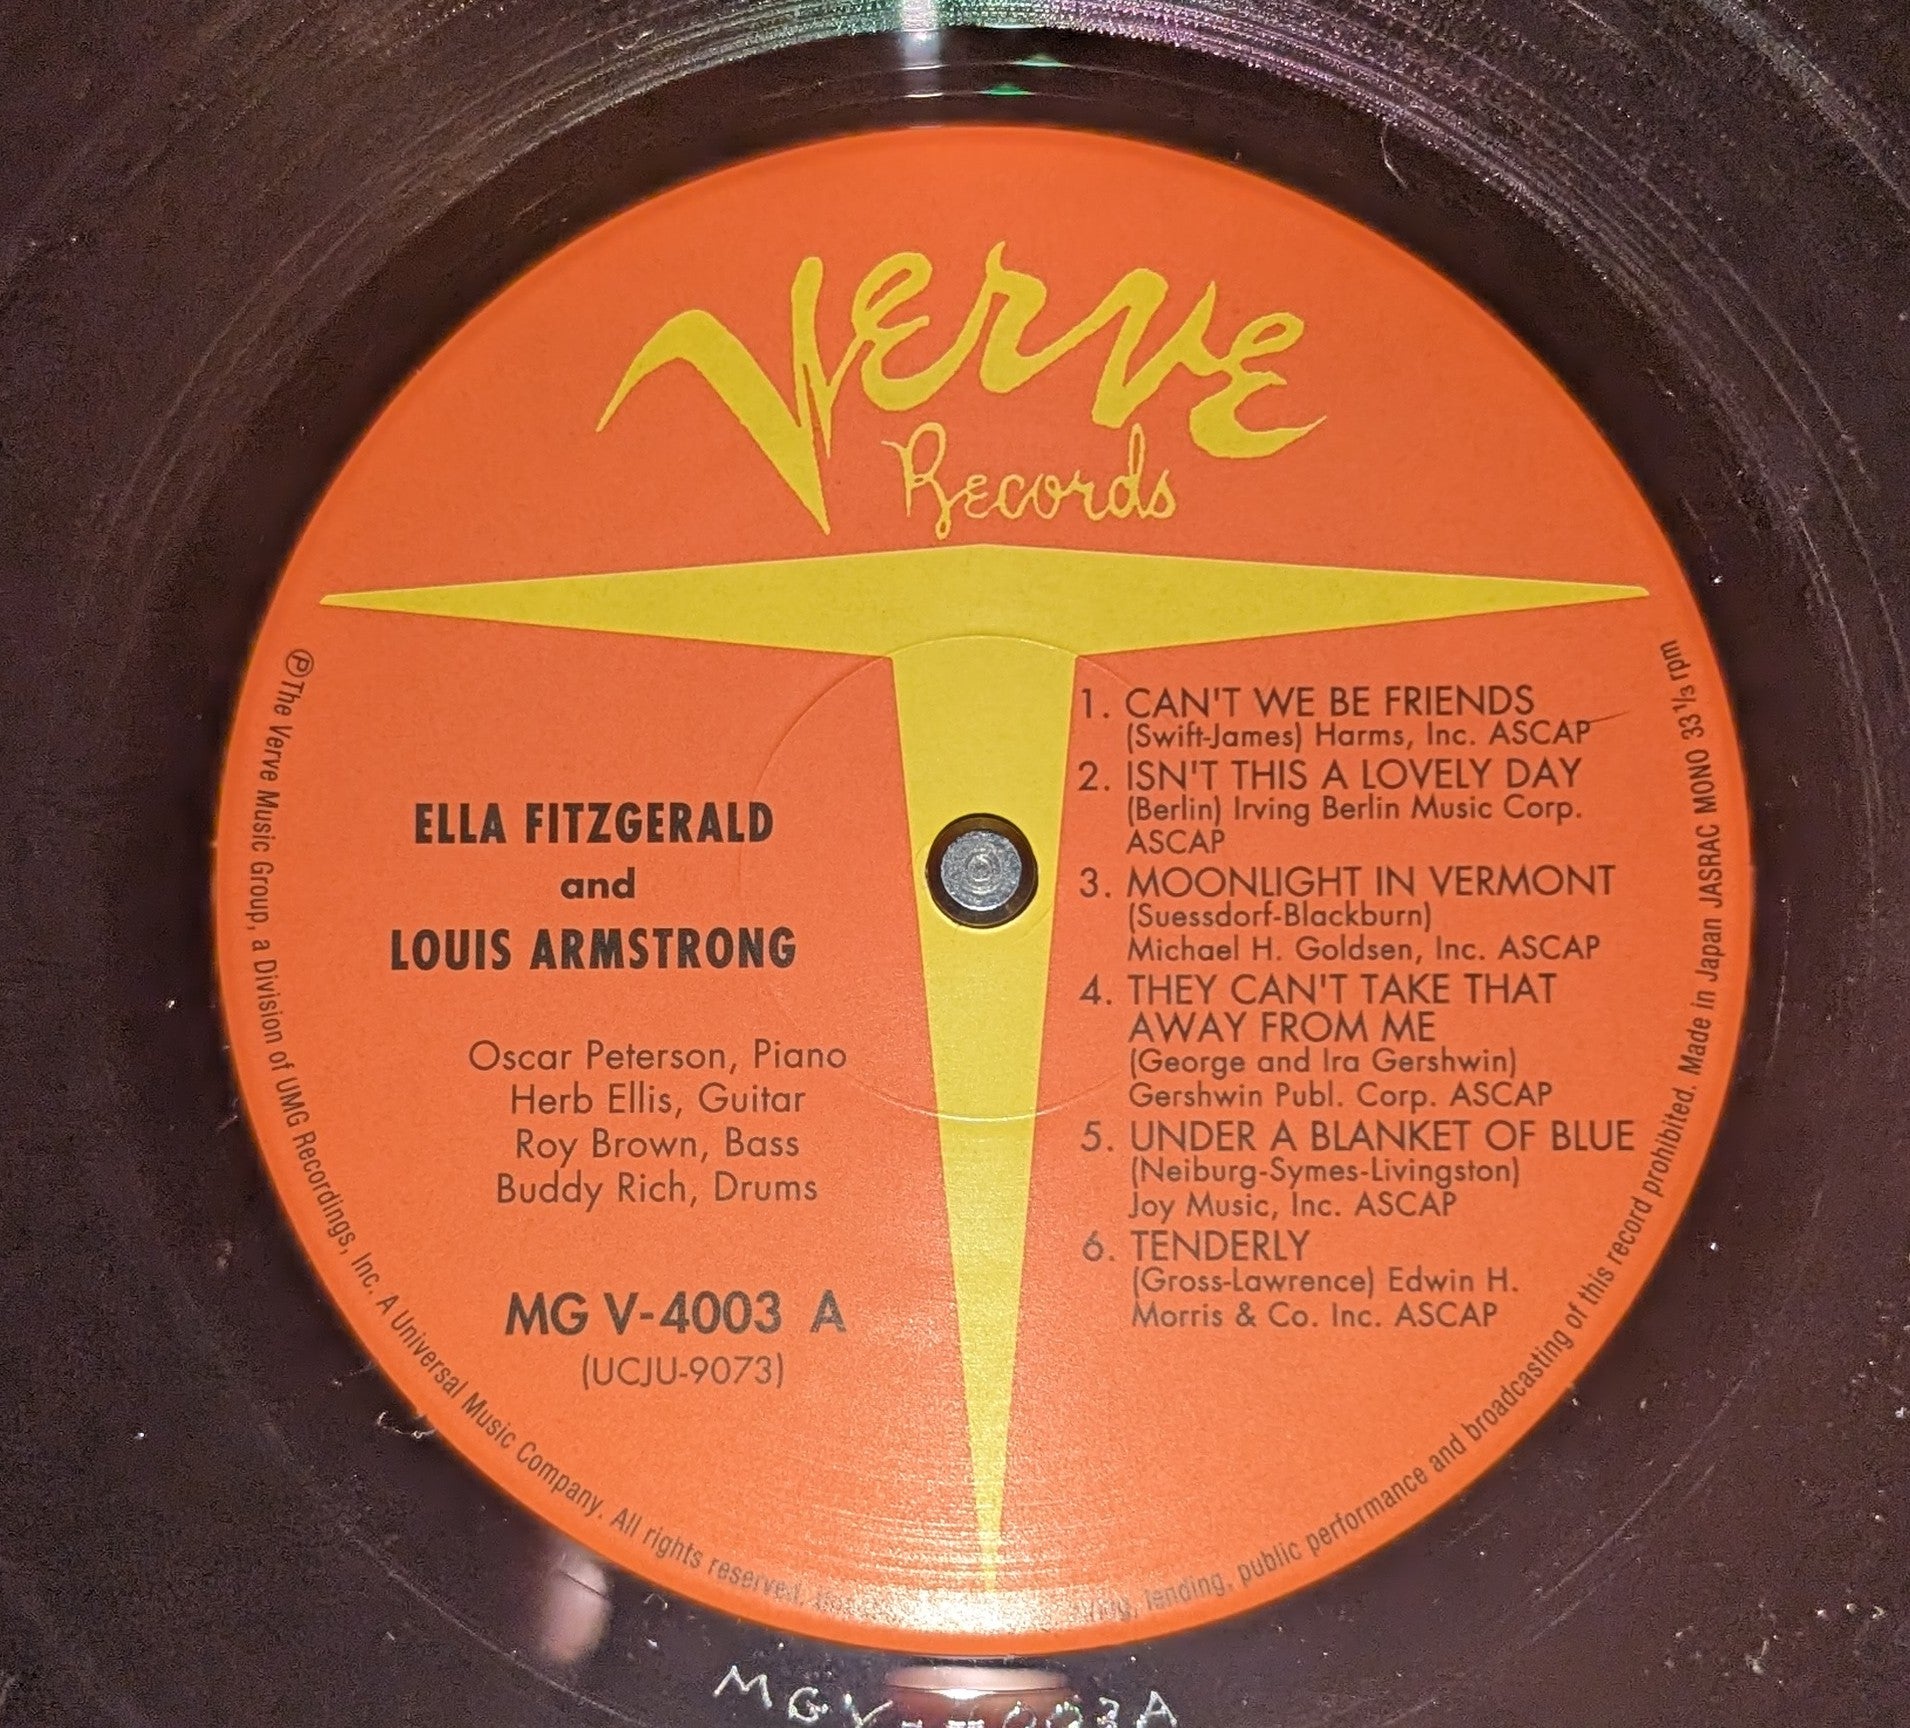 Verve
Records
ELLA FITZGERALD
and
LOUIS ARMSTRONG
Oscar Peterson, Piano
Herb Ellis, Guitar
Roy Brown, Bass
Buddy Rich, Drums
MG V-4003 A
(UCJU-9073)
1. CAN'T WE BE FRIENDS
(Swift-James) Harms, Inc. ASCAP
2. ISN'T THIS A LOVELY DAY
(Berlin) Irving Berlin Music Corp.
ASCAP
3. MOONLIGHT IN VERMONT
(Suessdorf-Blackburn)
Michael H. Goldsen, Inc. ASCAP
4. THEY CAN'T TAKE THAT
AWAY FROM ME
(George and Ira Gershwin)
Gershwin Publ. Corp. ASCAP
5. UNDER A BLANKET OF BLUE
(Neiburg-Symes-Livingston)
Joy Music, Inc. ASCAP
6. TENDERLY
(Gross-Lawrence) Edwin H.
Morris & Co. Inc. ASCAP
Ⓟ The Verve Music Group, a Division of UMG Recordings, Inc. A Universal Music Company. All rights reserved. lending, public performance and broadcasting of this record prohibited. Made in Japan JASRAC MONO 33 ⅓ rpm